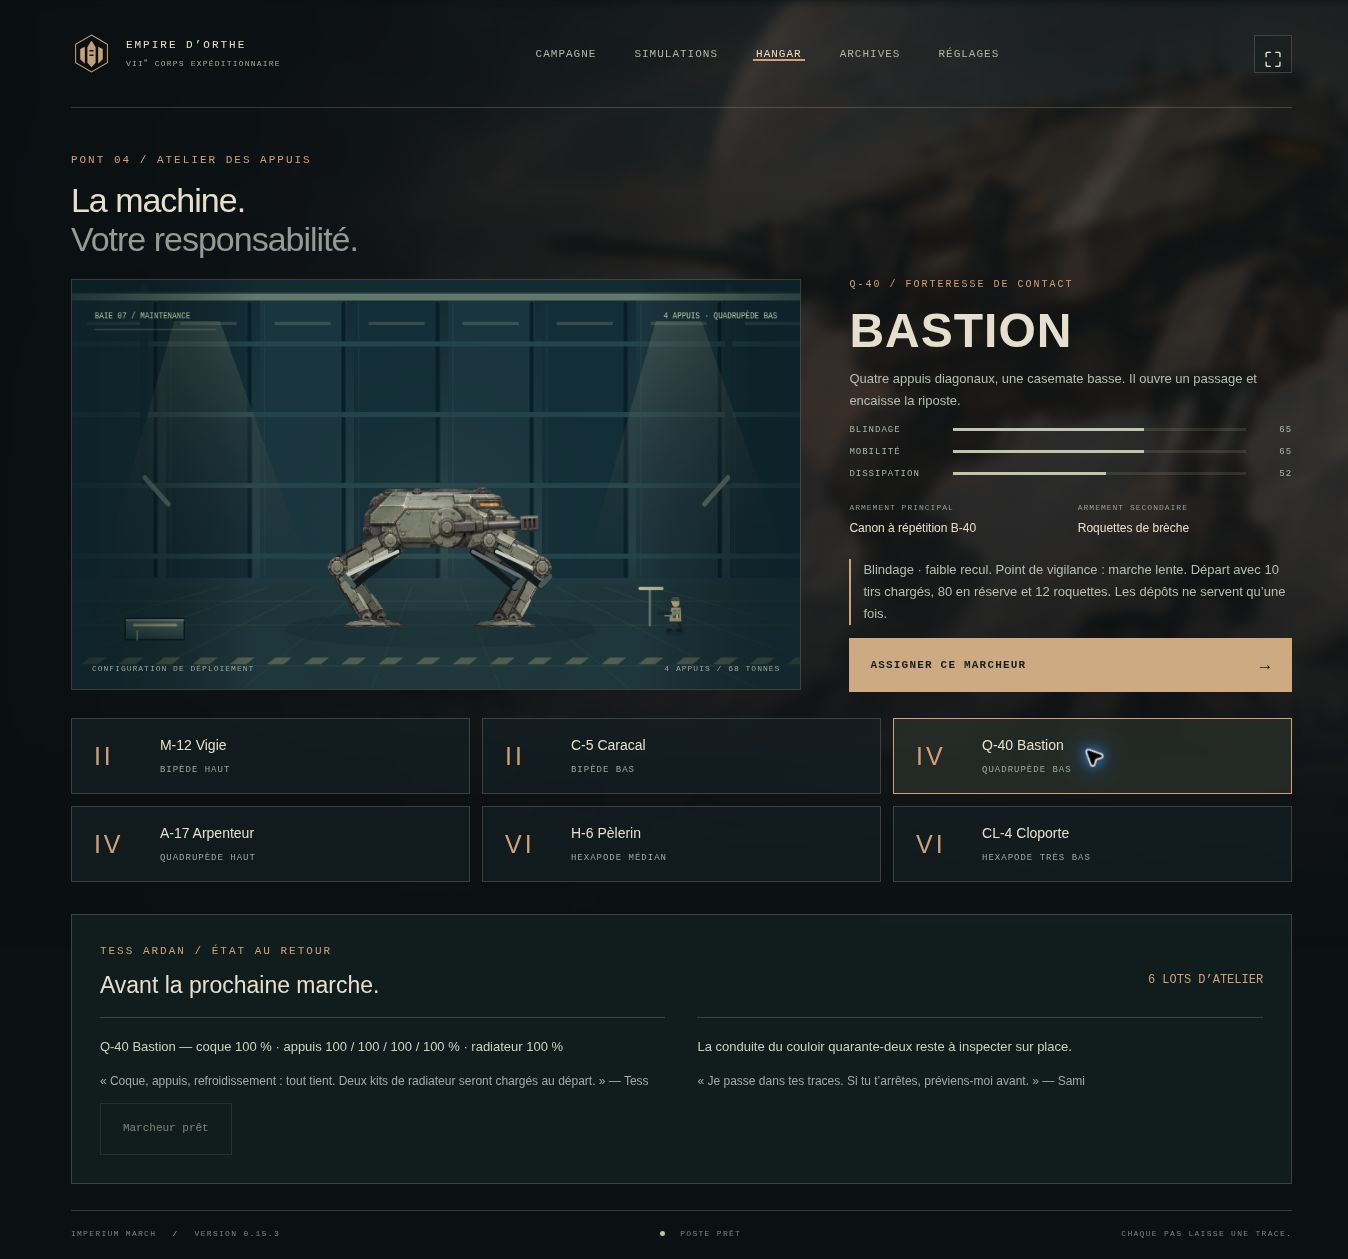 EMPIRE D’ORTHE
VIIᵉ CORPS EXPÉDITIONNAIRE
CAMPAGNE
SIMULATIONS
HANGAR
ARCHIVES
RÉGLAGES
PONT 04 / ATELIER DES APPUIS
La machine.
Votre responsabilité.
BAIE 07 / MAINTENANCE
4 APPUIS · QUADRUPÈDE BAS
CONFIGURATION DE DÉPLOIEMENT
4 APPUIS / 68 TONNES
Q-40 / FORTERESSE DE CONTACT
BASTION
Quatre appuis diagonaux, une casemate basse. Il ouvre un passage et
encaisse la riposte.
BLINDAGE 65
MOBILITÉ 65
DISSIPATION 52
ARMEMENT PRINCIPAL
Canon à répétition B-40
ARMEMENT SECONDAIRE
Roquettes de brèche
Blindage · faible recul. Point de vigilance : marche lente. Départ avec 10
tirs chargés, 80 en réserve et 12 roquettes. Les dépôts ne servent qu’une
fois.
ASSIGNER CE MARCHEUR →
II
M-12 Vigie
BIPÈDE HAUT
II
C-5 Caracal
BIPÈDE BAS
IV
Q-40 Bastion
QUADRUPÈDE BAS
IV
A-17 Arpenteur
QUADRUPÈDE HAUT
VI
H-6 Pèlerin
HEXAPODE MÉDIAN
VI
CL-4 Cloporte
HEXAPODE TRÈS BAS
TESS ARDAN / ÉTAT AU RETOUR
Avant la prochaine marche.
6 LOTS D’ATELIER
Q-40 Bastion — coque 100 % · appuis 100 / 100 / 100 / 100 % · radiateur 100 %
« Coque, appuis, refroidissement : tout tient. Deux kits de radiateur seront chargés au départ. » — Tess
Marcheur prêt
La conduite du couloir quarante-deux reste à inspecter sur place.
« Je passe dans tes traces. Si tu t’arrêtes, préviens-moi avant. » — Sami
IMPERIUM MARCH / VERSION 0.15.3
POSTE PRÊT
CHAQUE PAS LAISSE UNE TRACE.